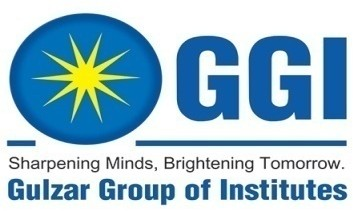 GGI
Sharpening Minds, Brightening Tomorrow.
Gulzar Group of Institutes